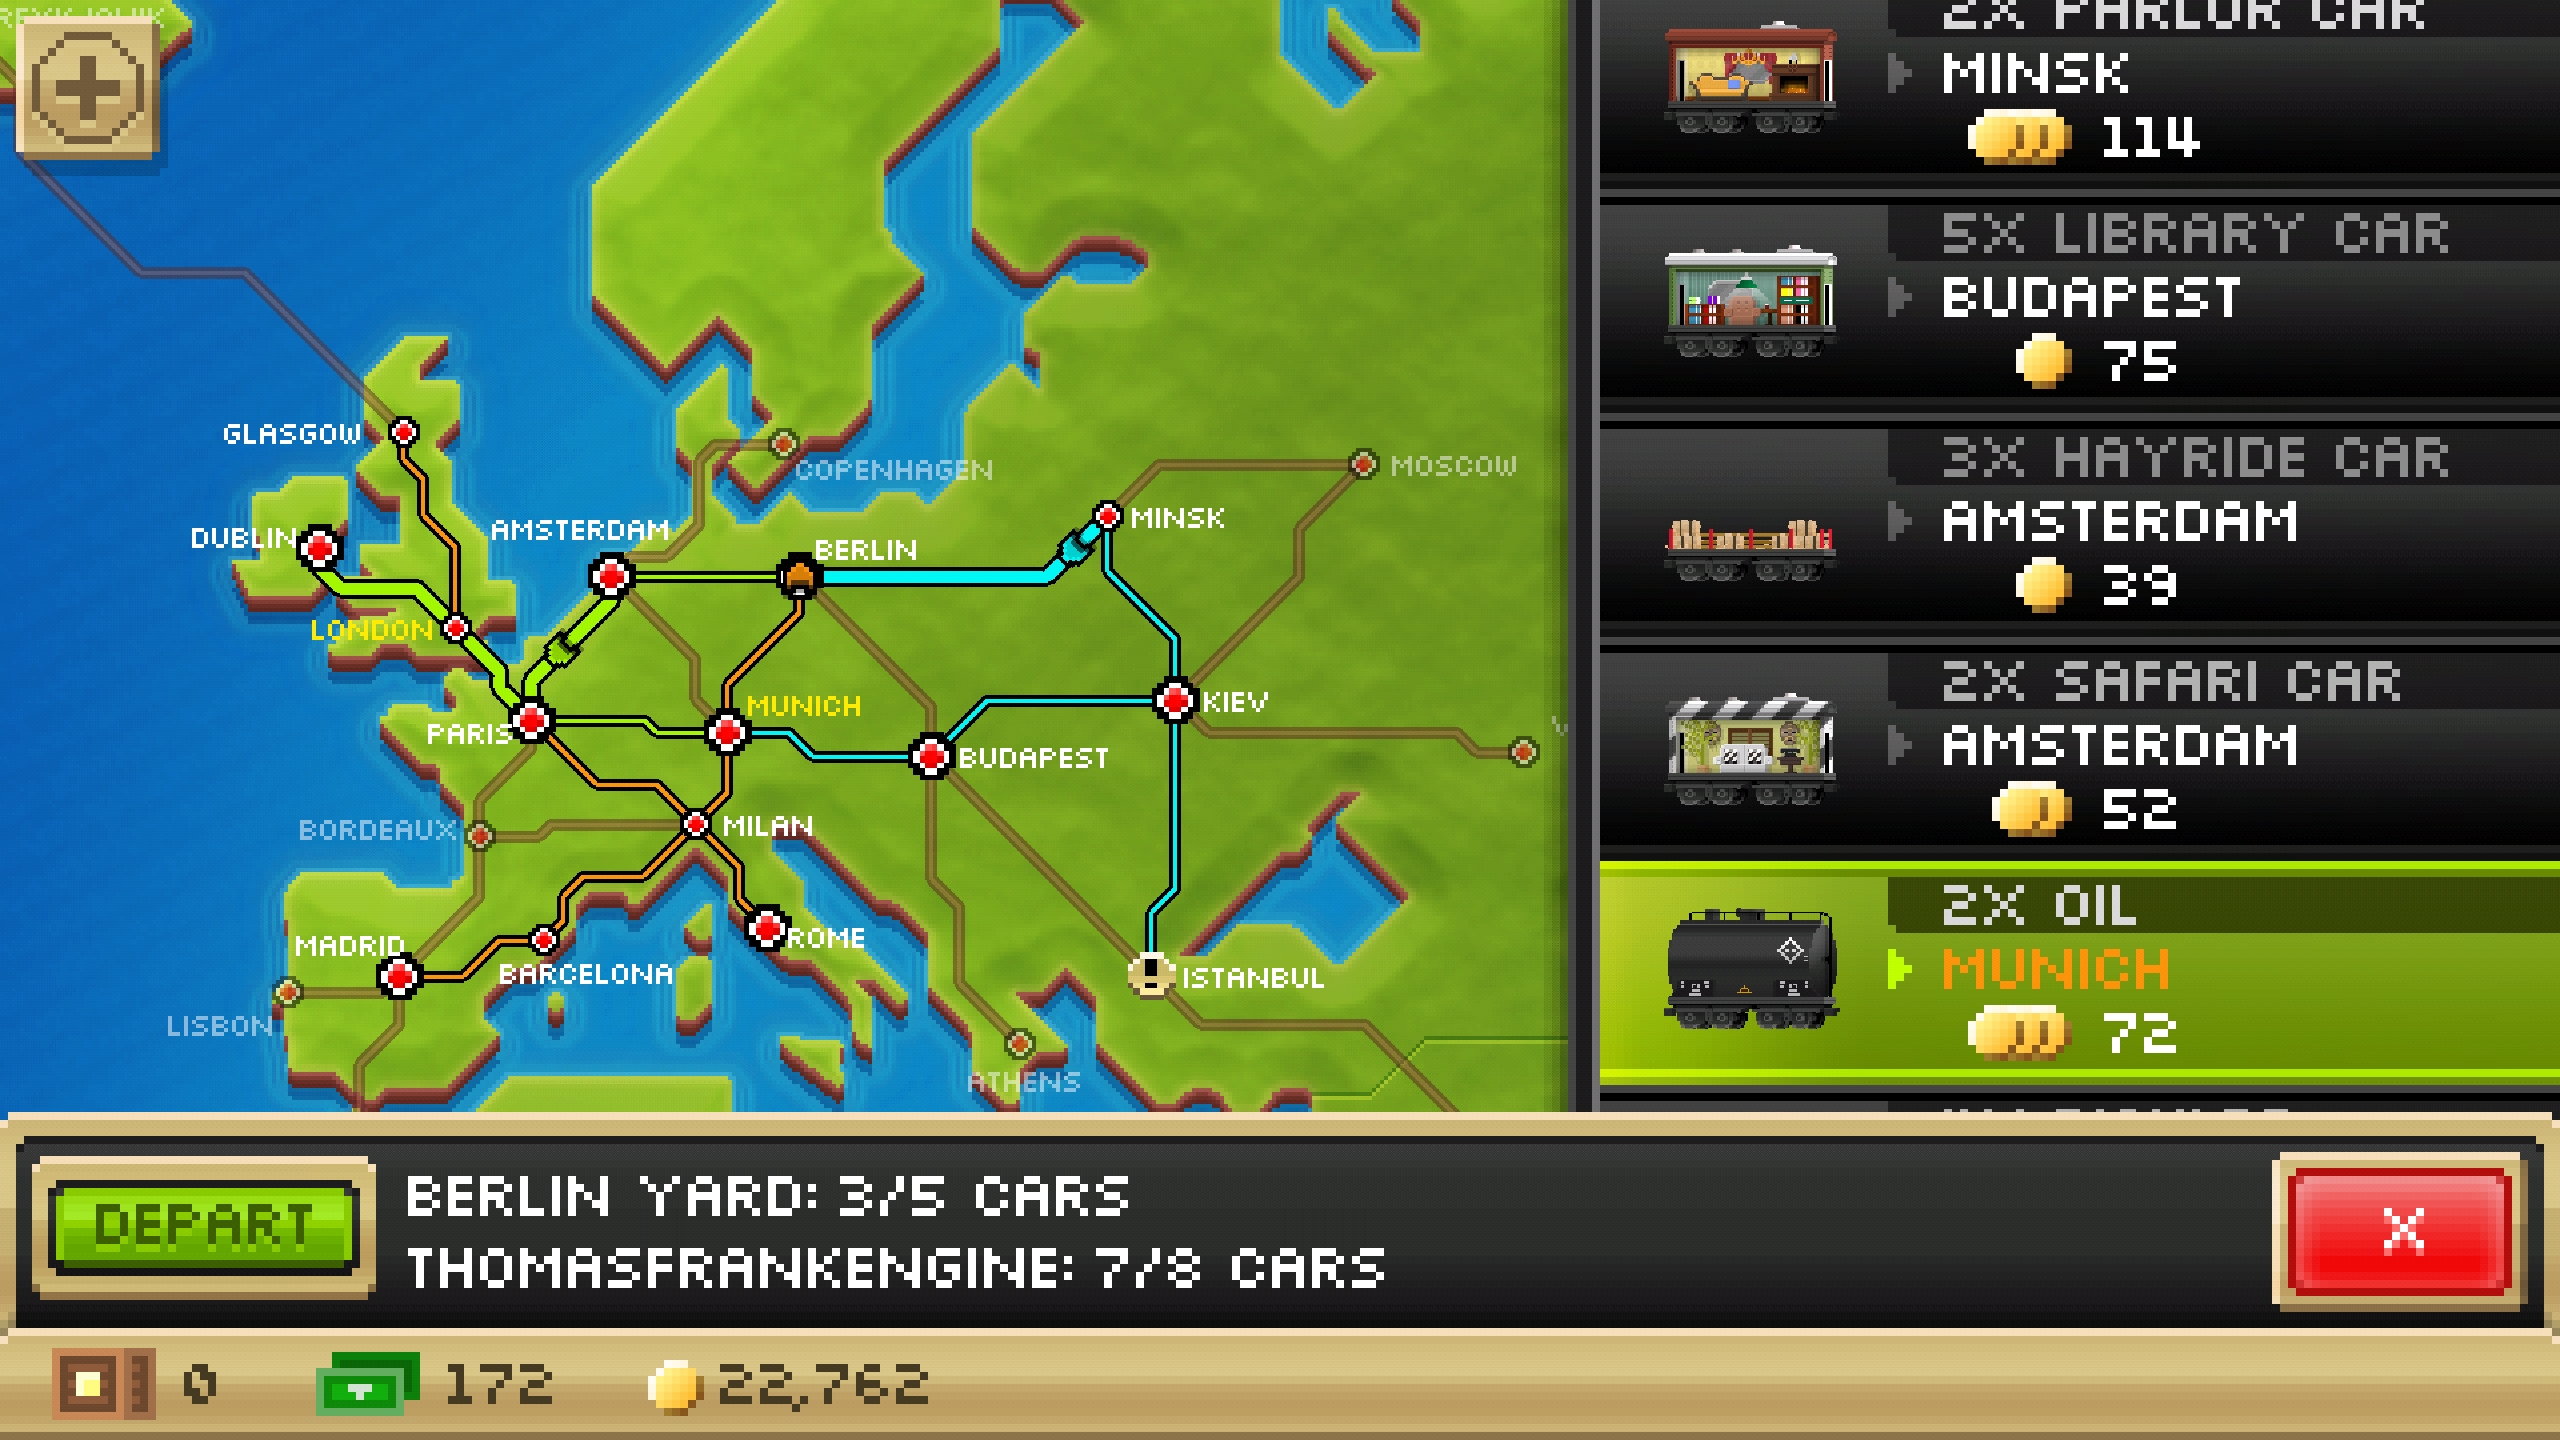 REYKJAVIK
GLASGOW
COPENHAGEN
MOSCOW
DUBLIN
AMSTERDAM
BERLIN
MINSK
LONDON
PARIS
MUNICH
KIEV
BUDAPEST
BORDEAUX
MILAN
MADRID
BARCELONA
ROME
ISTANBUL
LISBON
ATHENS
2X PARLOR CAR
MINSK
114
5X LIBRARY CAR
BUDAPEST
75
3X HAYRIDE CAR
AMSTERDAM
39
2X SAFARI CAR
AMSTERDAM
52
2X OIL
MUNICH
72
DEPART
BERLIN YARD: 3/5 CARS
THOMASFRANKENGINE: 7/8 CARS
X
0
172
22,762